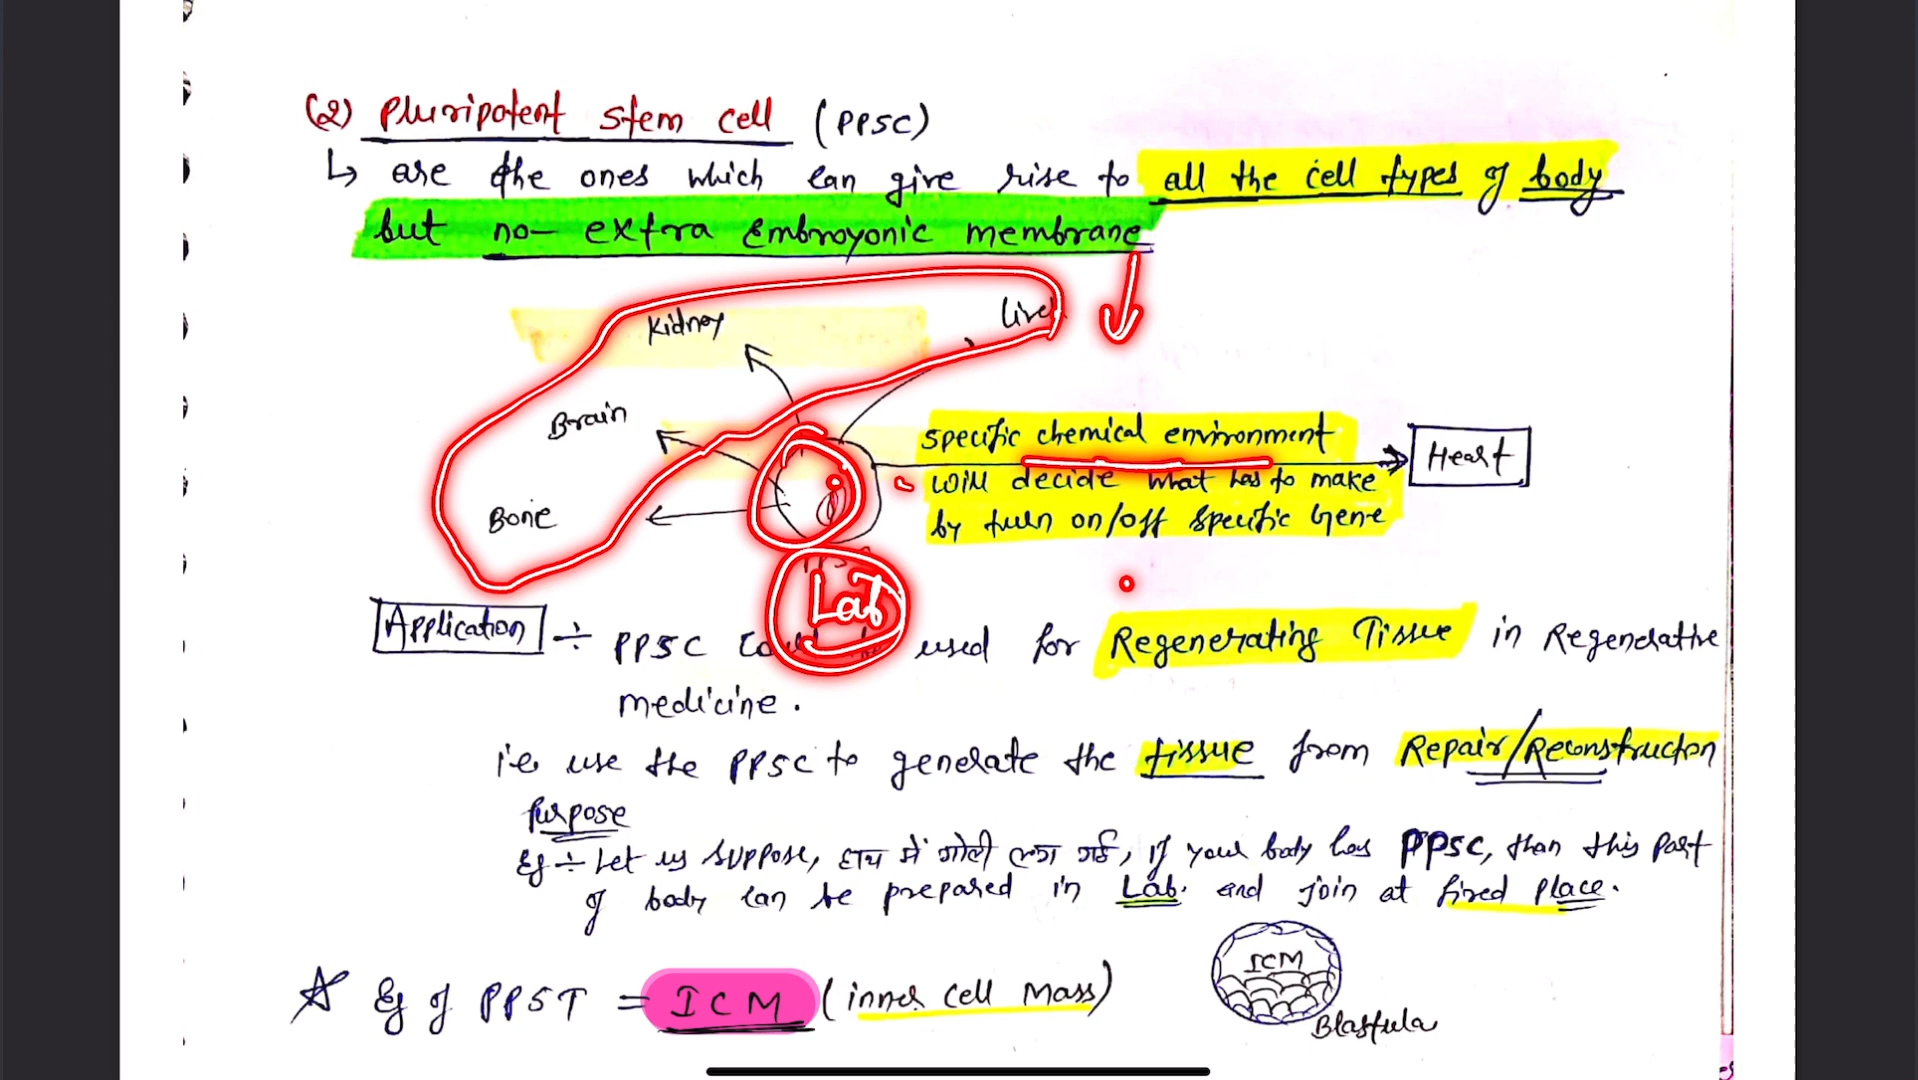 (2) Pluripotent stem cell (PPSC)
↳ are the ones which can give rise to all the cell types of body
but no extra Embroyonic membrane
Kidney
Liver
Brain
specific chemical environment
Heart
will decide what has to make
Bone
by turn on/off specific Gene
Lab
Application ÷ PPSC used for Regenerating Tissue in Regenerative
medicine.
i.e use the PPSC to generate the tissue from Repair/Reconstructon
Purpose
Eg ÷ Let us suppose, हाथ में गोली लग गई, if your body has PPSC, than this part
of body can be prepared in Lab. and join at fired place.
ICM
☆ Eg of PPST = ICM (inner cell Mass)
Blastula